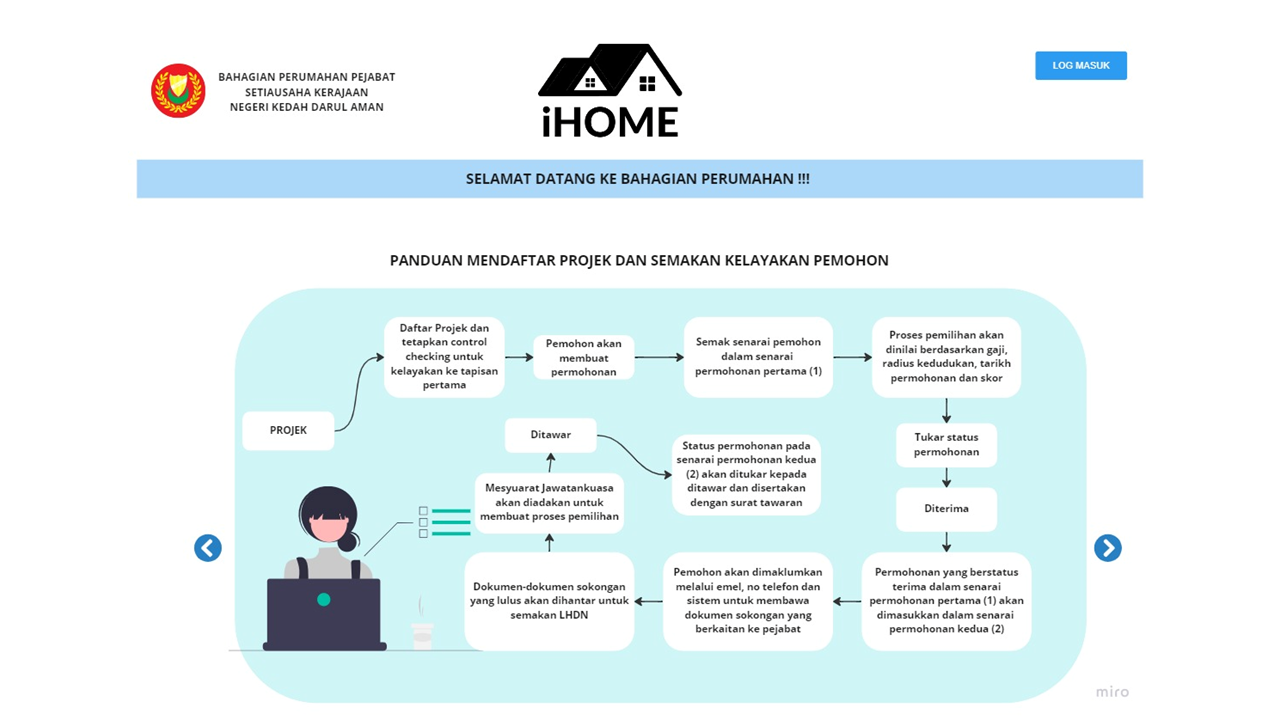 BAHAGIAN PERUMAHAN PEJABAT
SETIAUSAHA KERAJAAN
NEGERI KEDAH DARUL AMAN
iHOME
LOG MASUK
SELAMAT DATANG KE BAHAGIAN PERUMAHAN !!!
PANDUAN MENDAFTAR PROJEK DAN SEMAKAN KELAYAKAN PEMOHON
PROJEK
Daftar Projek dan
tetapkan control
checking untuk
kelayakan ke tapisan
pertama
Pemohon akan
membuat
permohonan
Semak senarai pemohon
dalam senarai
permohonan pertama (1)
Proses pemilihan akan
dinilai berdasarkan gaji,
radius kedudukan, tarikh
permohonan dan skor
Tukar status
permohonan
Diterima
Permohonan yang berstatus
terima dalam senarai
permohonan pertama (1) akan
dimasukkan dalam senarai
permohonan kedua (2)
Pemohon akan dimaklumkan
melalui emel, no telefon dan
sistem untuk membawa
dokumen sokongan yang
berkaitan ke pejabat
Dokumen-dokumen sokongan
yang lulus akan dihantar untuk
semakan LHDN
Mesyuarat Jawatankuasa
akan diadakan untuk
membuat proses pemilihan
Ditawar
Status permohonan pada
senarai permohonan kedua
(2) akan ditukar kepada
ditawar dan disertakan
dengan surat tawaran
miro